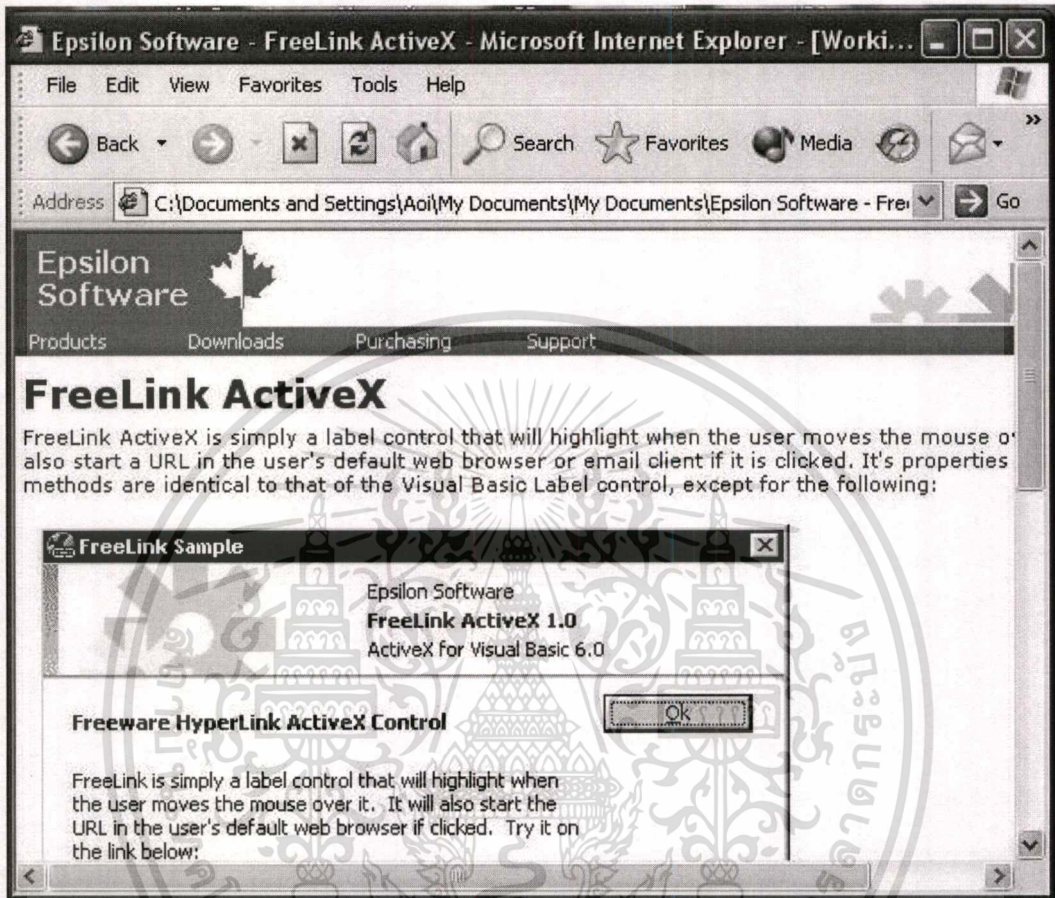 Epsilon Software - FreeLink ActiveX - Microsoft Internet Explorer - [Worki...
File Edit View Favorites Tools Help
Back Search Favorites Media »
Address C:\Documents and Settings\Aoi\My Documents\My Documents\Epsilon Software - Fre Go
Epsilon
Software
Products Downloads Purchasing Support
FreeLink ActiveX
FreeLink ActiveX is simply a label control that will highlight when the user moves the mouse o
also start a URL in the user's default web browser or email client if it is clicked. It's properties
methods are identical to that of the Visual Basic Label control, except for the following:
FreeLink Sample
Epsilon Software
FreeLink ActiveX 1.0
ActiveX for Visual Basic 6.0
Ok
Freeware HyperLink ActiveX Control
FreeLink is simply a label control that will highlight when
the user moves the mouse over it. It will also start the
URL in the user's default web browser if clicked. Try it on
the link below: